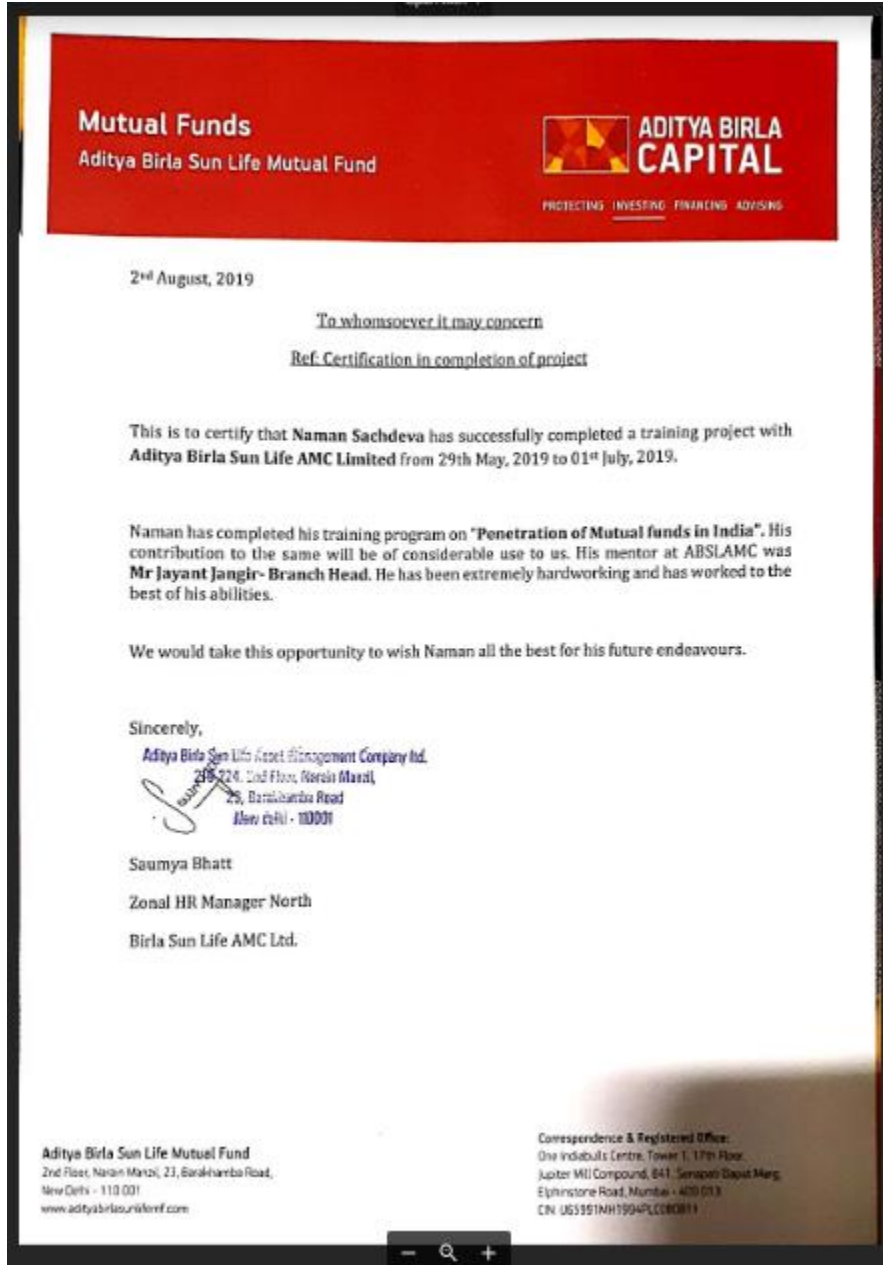 Mutual Funds
Aditya Birla Sun Life Mutual Fund
ADITYA BIRLA
CAPITAL
PROTECTING INVESTING FINANCING ADVISING
2nd August, 2019
To whomsoever it may concern
Ref: Certification in completion of project
This is to certify that Naman Sachdeva has successfully completed a training project with
Aditya Birla Sun Life AMC Limited from 29th May, 2019 to 01st July, 2019.
Naman has completed his training program on "Penetration of Mutual funds in India". His
contribution to the same will be of considerable use to us. His mentor at ABSLAMC was
Mr Jayant Jangir- Branch Head. He has been extremely hardworking and has worked to the
best of his abilities.
We would take this opportunity to wish Naman all the best for his future endeavours.
Sincerely,
Aditya Birla Sun Life Asset Management Company ltd.
224, 2nd Floor, Narain Manzil,
23, Barakhamba Road
New delhi - 110001
Saumya Bhatt
Zonal HR Manager North
Birla Sun Life AMC Ltd.
Aditya Birla Sun Life Mutual Fund
2nd Floor, Narain Manzil, 23, Barakhamba Road,
New Delhi - 110 001
www.adityabirlasunlifemf.com
Correspondence & Registered Office:
One Indiabulls Centre, Tower 1, 17th Floor,
Jupiter Mill Compound, 841, Senapati Bapat Marg,
Elphinstone Road, Mumbai - 400 013
CIN: